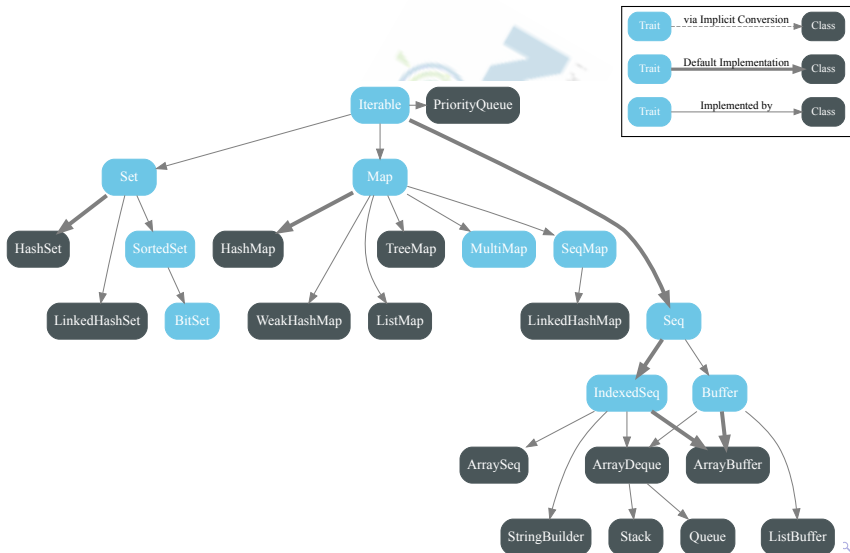 Trait via Implicit Conversion Class
Trait Default Implementation Class
Trait Implemented by Class
Iterable PriorityQueue
Set Map
HashSet SortedSet HashMap TreeMap MultiMap SeqMap
LinkedHashSet BitSet WeakHashMap ListMap LinkedHashMap Seq
IndexedSeq Buffer
ArraySeq ArrayDeque ArrayBuffer
StringBuilder Stack Queue ListBuffer